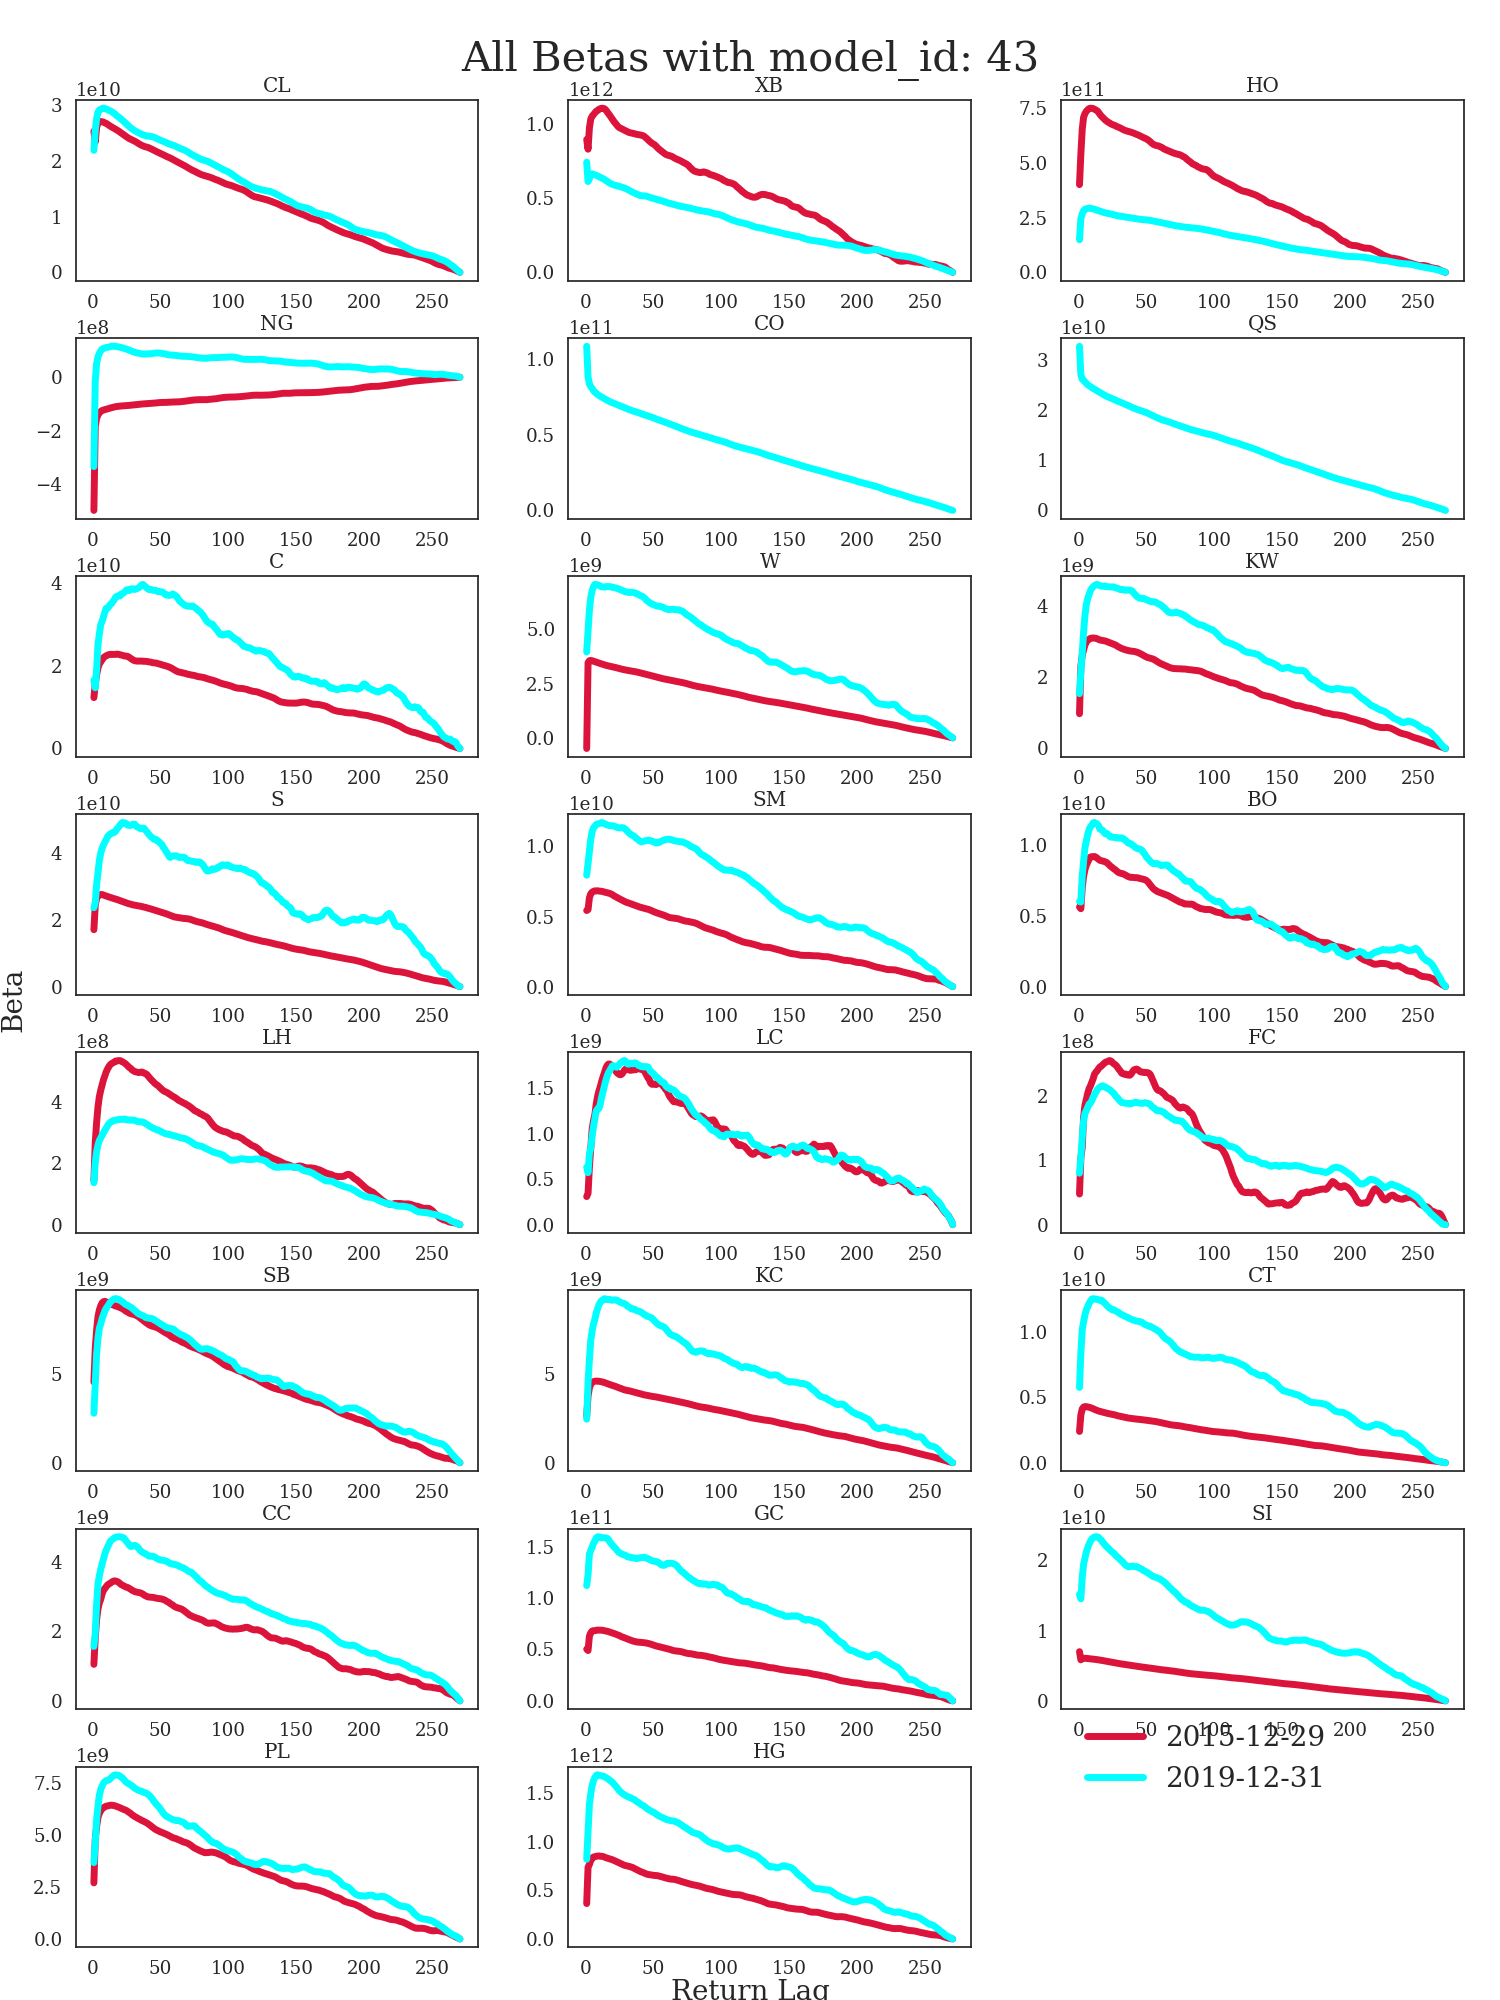 All Betas with model_id: 43
CL
XB
HO
1e10
1e12
1e11
3
2
1
0
1.0
0.5
0.0
7.5
5.0
2.5
0.0
0 50 100 150 200 250
0 50 100 150 200 250
0 50 100 150 200 250
NG
CO
QS
1e8
1e11
1e10
0
−2
−4
1.0
0.5
0.0
3
2
1
0
0 50 100 150 200 250
0 50 100 150 200 250
0 50 100 150 200 250
C
W
KW
1e10
1e9
1e9
4
2
0
5.0
2.5
0.0
4
2
0
0 50 100 150 200 250
0 50 100 150 200 250
0 50 100 150 200 250
S
SM
BO
1e10
1e10
1e10
4
2
0
1.0
0.5
0.0
1.0
0.5
0.0
0 50 100 150 200 250
0 50 100 150 200 250
0 50 100 150 200 250
Beta
LH
LC
FC
1e8
1e9
1e8
4
2
0
1.5
1.0
0.5
0.0
2
1
0
0 50 100 150 200 250
0 50 100 150 200 250
0 50 100 150 200 250
SB
KC
CT
1e9
1e9
1e10
5
0
5
0
1.0
0.5
0.0
0 50 100 150 200 250
0 50 100 150 200 250
0 50 100 150 200 250
CC
GC
SI
1e9
1e11
1e10
4
2
0
1.5
1.0
0.5
0.0
2
1
0
0 50 100 150 200 250
0 50 100 150 200 250
0 50 100 150 200 250
2015-12-29
2019-12-31
PL
HG
1e9
1e12
7.5
5.0
2.5
0.0
1.5
1.0
0.5
0.0
0 50 100 150 200 250
0 50 100 150 200 250
Return Lag